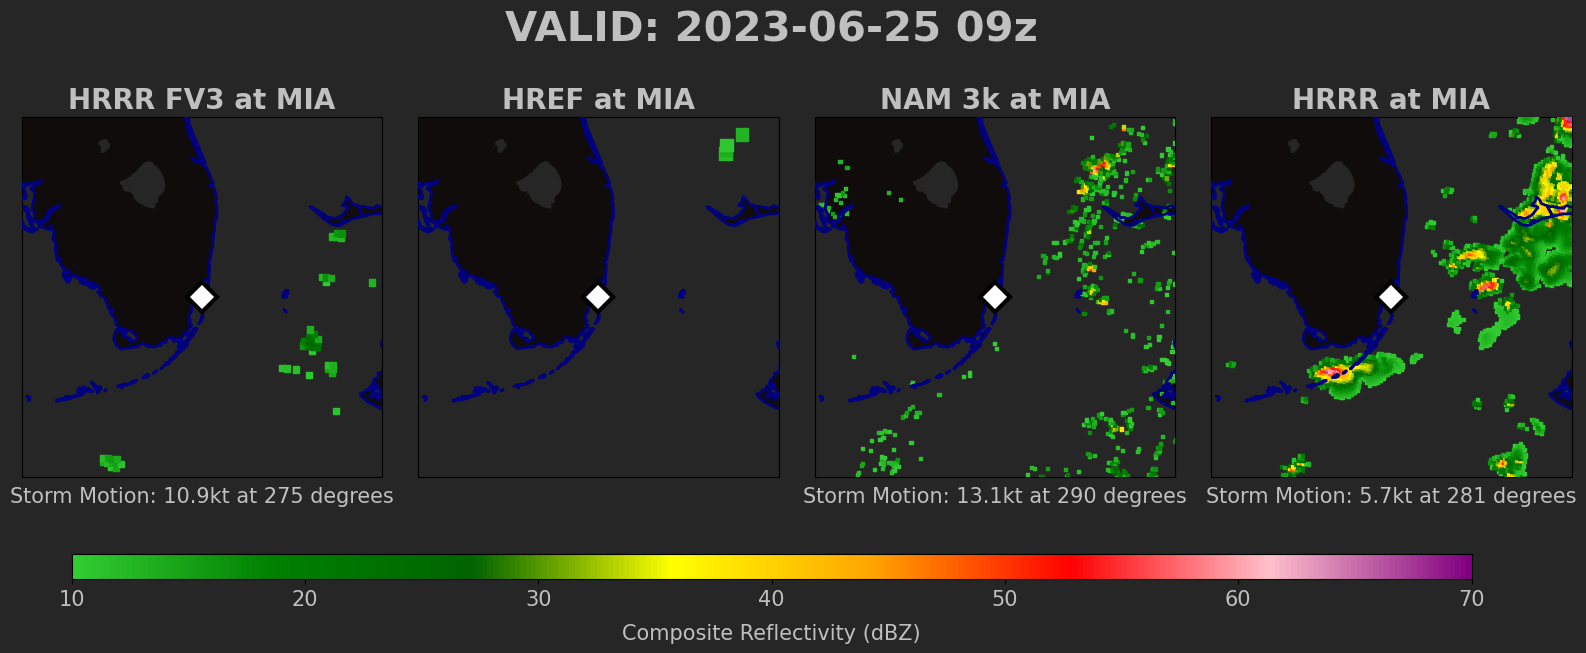 VALID: 2023-06-25 09z
HRRR FV3 at MIA
HREF at MIA
NAM 3k at MIA
HRRR at MIA
Storm Motion: 10.9kt at 275 degrees
Storm Motion: 13.1kt at 290 degrees
Storm Motion: 5.7kt at 281 degrees
10 20 30 40 50 60 70
Composite Reflectivity (dBZ)